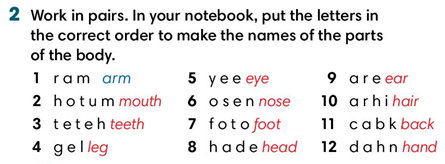 2 Work in pairs. In your notebook, put the letters in
the correct order to make the names of the parts
of the body.
1 r a m arm
2 h o t u m mouth
3 t e t e h teeth
4 g e l leg
5 y e e eye
6 o s e n nose
7 f o t o foot
8 h a d e head
9 a r e ear
10 a r h i hair
11 c a b k back
12 d a h n hand